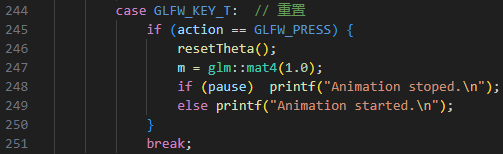 244 case GLFW_KEY_T:  // 重置
245 if (action == GLFW_PRESS) {
246 resetTheta();
247 m = glm::mat4(1.0);
248 if (pause)  printf("Animation stoped.\n");
249 else printf("Animation started.\n");
250 }
251 break;